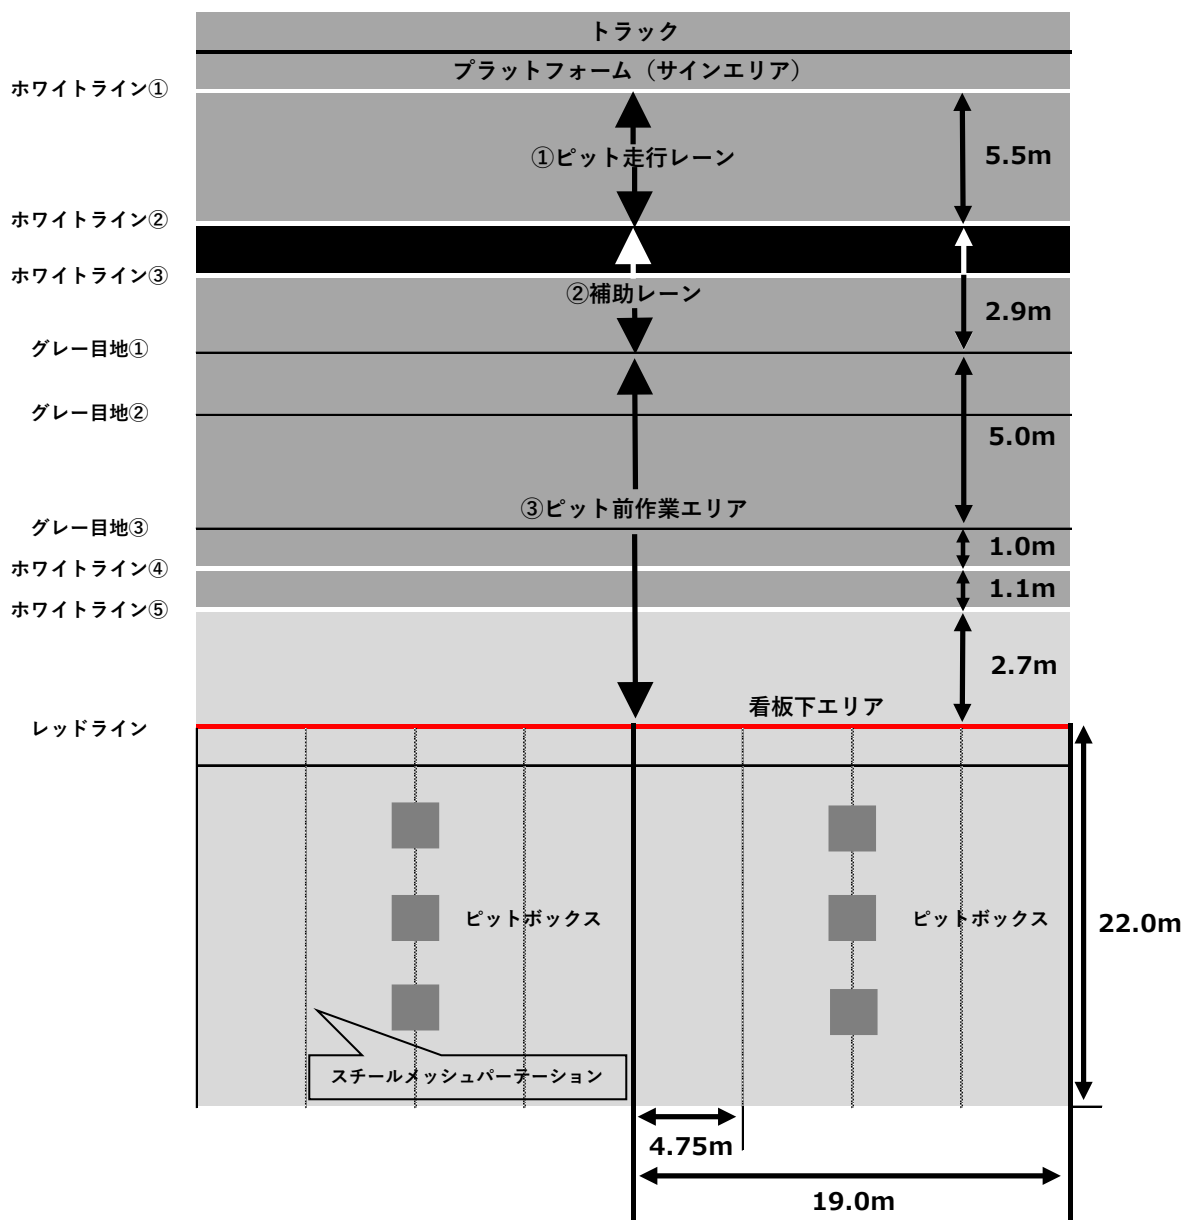 トラック
プラットフォーム（サインエリア）
ホワイトライン①
①ピット走行レーン
5.5m
ホワイトライン②
ホワイトライン③
②補助レーン
2.9m
グレー目地①
グレー目地②
5.0m
③ピット前作業エリア
グレー目地③
1.0m
ホワイトライン④
1.1m
ホワイトライン⑤
2.7m
看板下エリア
レッドライン
ピットボックス
ピットボックス
22.0m
スチールメッシュパーテーション
4.75m
19.0m